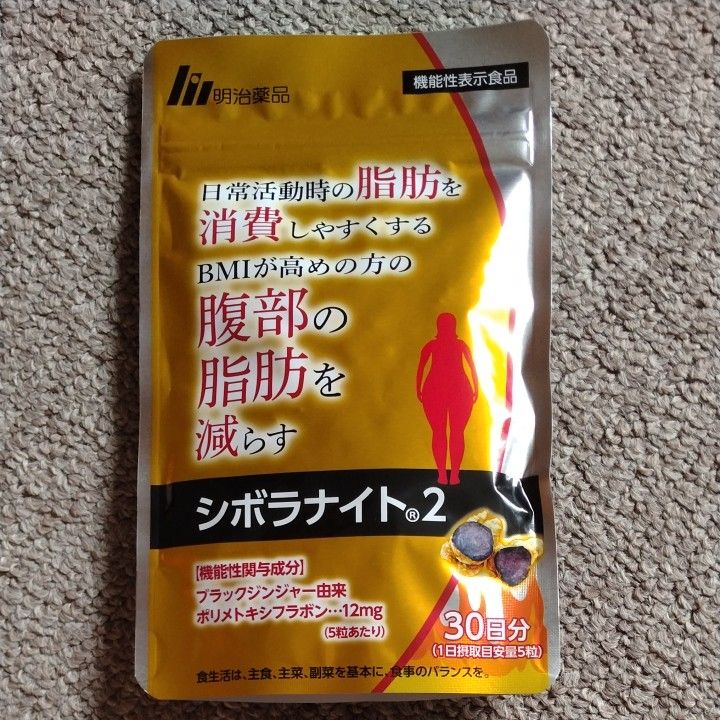 明治薬品
機能性表示食品
日常活動時の脂肪を
消費しやすくする
BMIが高めの方の
腹部の
脂肪を
減らす
シボラナイト®2
【機能性関与成分】
ブラックジンジャー由来
ポリメトキシフラボン…12mg
(5粒あたり)
30日分
(1日摂取目安量5粒)
食生活は、主食、主菜、副菜を基本に、食事のバランスを。